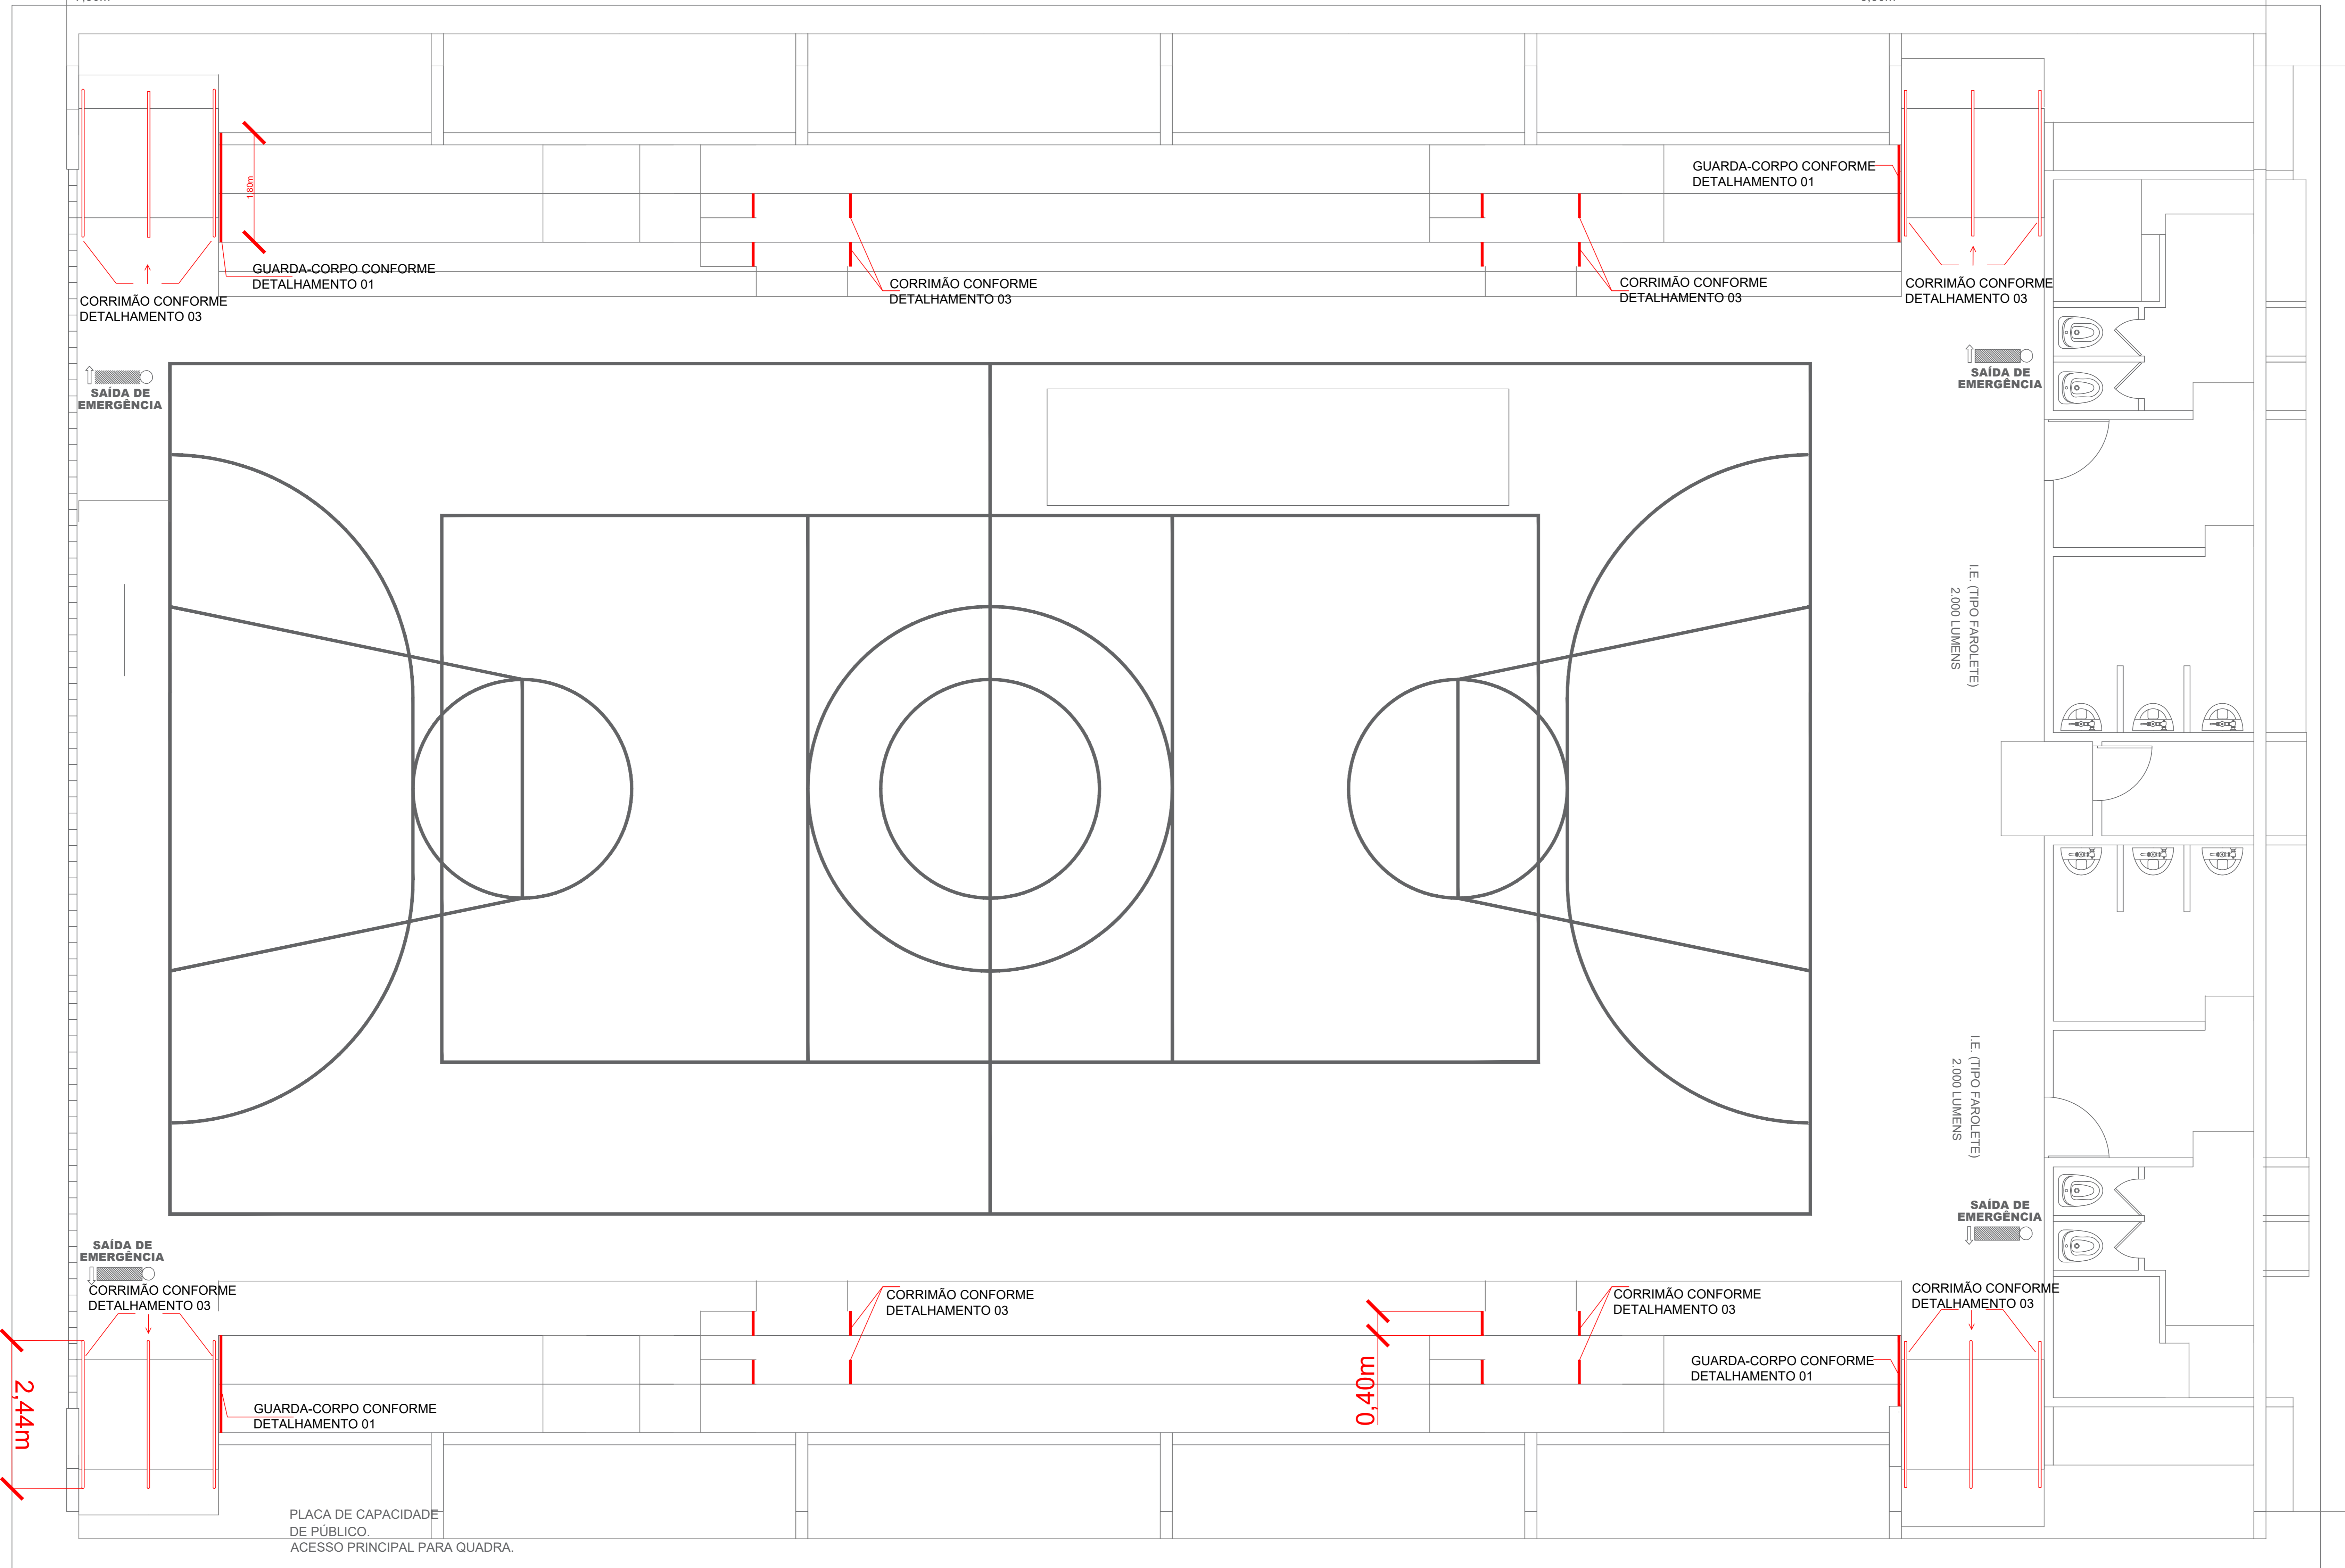 1,80m
GUARDA-CORPO CONFORME
DETALHAMENTO 01
GUARDA-CORPO CONFORME
DETALHAMENTO 01
CORRIMÃO CONFORME
DETALHAMENTO 03
CORRIMÃO CONFORME
DETALHAMENTO 03
CORRIMÃO CONFORME
DETALHAMENTO 03
CORRIMÃO CONFORME
DETALHAMENTO 03
SAÍDA DE
EMERGÊNCIA
SAÍDA DE
EMERGÊNCIA
I.E. (TIPO FAROLETE)
2.000 LUMENS
I.E. (TIPO FAROLETE)
2.000 LUMENS
SAÍDA DE
EMERGÊNCIA
SAÍDA DE
EMERGÊNCIA
CORRIMÃO CONFORME
DETALHAMENTO 03
CORRIMÃO CONFORME
DETALHAMENTO 03
CORRIMÃO CONFORME
DETALHAMENTO 03
CORRIMÃO CONFORME
DETALHAMENTO 03
2,44m
0,40m
GUARDA-CORPO CONFORME
DETALHAMENTO 01
GUARDA-CORPO CONFORME
DETALHAMENTO 01
PLACA DE CAPACIDADE
DE PÚBLICO.
ACESSO PRINCIPAL PARA QUADRA.